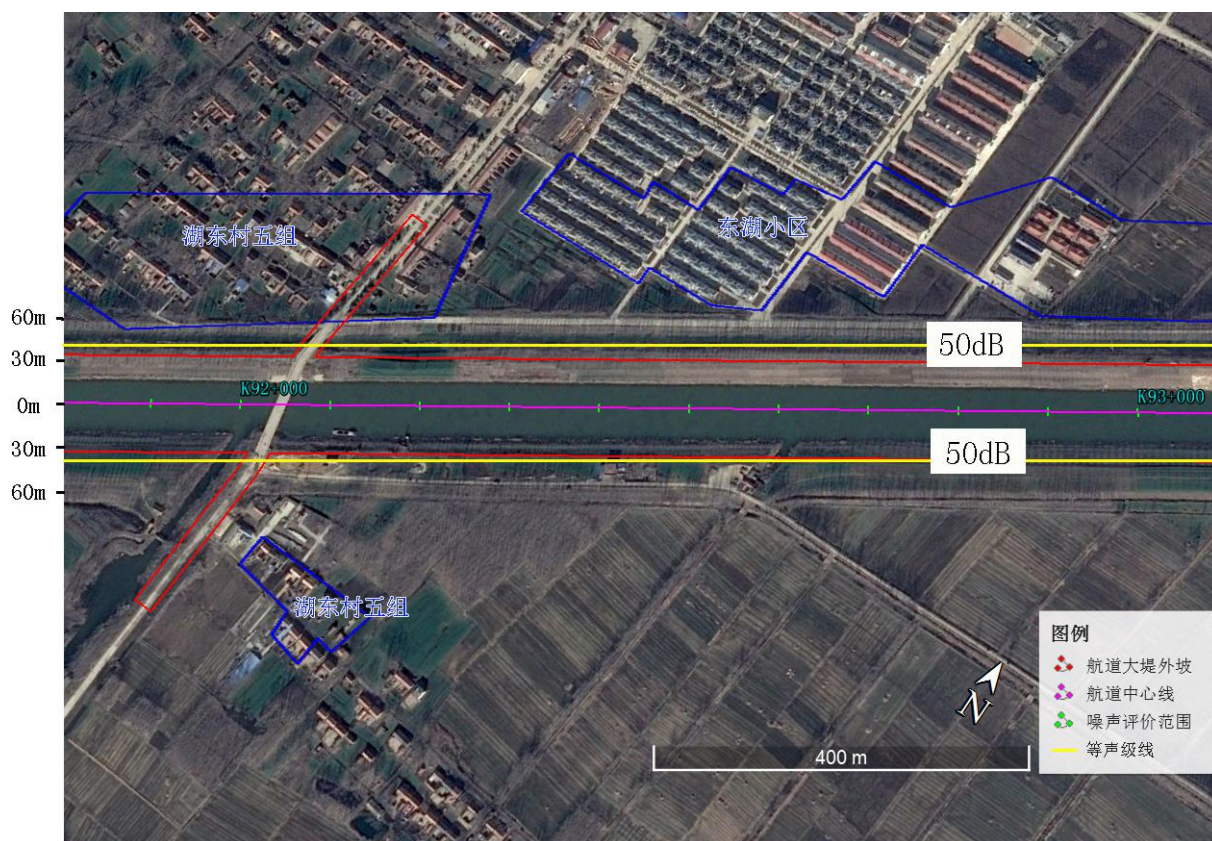 湖东村五组
东湖小区
60m
50dB
30m
K92+000
K93+000
0m
30m
50dB
60m
湖东村五组
图例
航道大堤外坡
航道中心线
噪声评价范围
等声级线
N
400 m